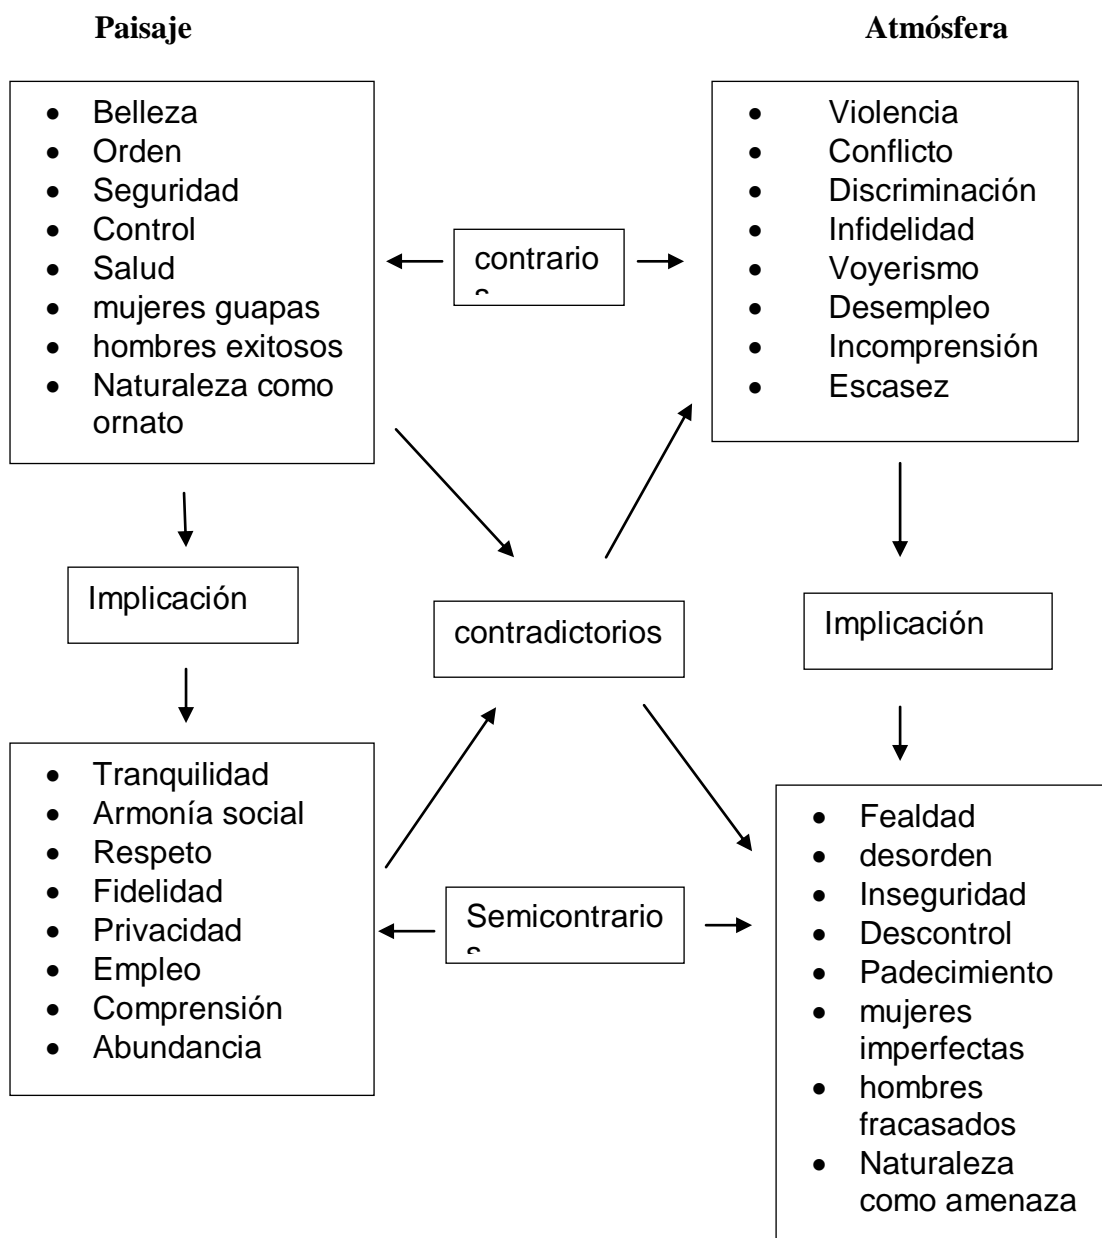 Paisaje
Atmósfera
• Belleza
• Orden
• Seguridad
• Control
• Salud
• mujeres guapas
• hombres exitosos
• Naturaleza como
ornato
contrario
s
• Violencia
• Conflicto
• Discriminación
• Infidelidad
• Voyerismo
• Desempleo
• Incomprensión
• Escasez
Implicación
contradictorios
Implicación
• Tranquilidad
• Armonía social
• Respeto
• Fidelidad
• Privacidad
• Empleo
• Comprensión
• Abundancia
Semicontrario
s
• Fealdad
• desorden
• Inseguridad
• Descontrol
• Padecimiento
• mujeres
imperfectas
• hombres
fracasados
• Naturaleza
como amenaza